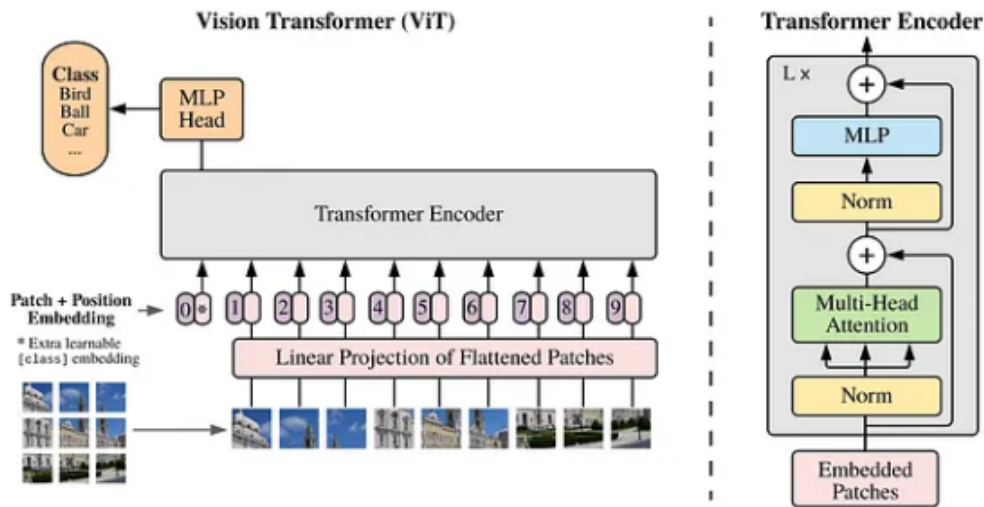 Vision Transformer (ViT)
Class
Bird
Ball
Car
...
MLP
Head
Transformer Encoder
Patch + Position
Embedding
* Extra learnable
[class] embedding
0 * 1 2 3 4 5 6 7 8 9
Linear Projection of Flattened Patches
Transformer Encoder
L ×
+
MLP
Norm
+
Multi-Head
Attention
Norm
Embedded
Patches